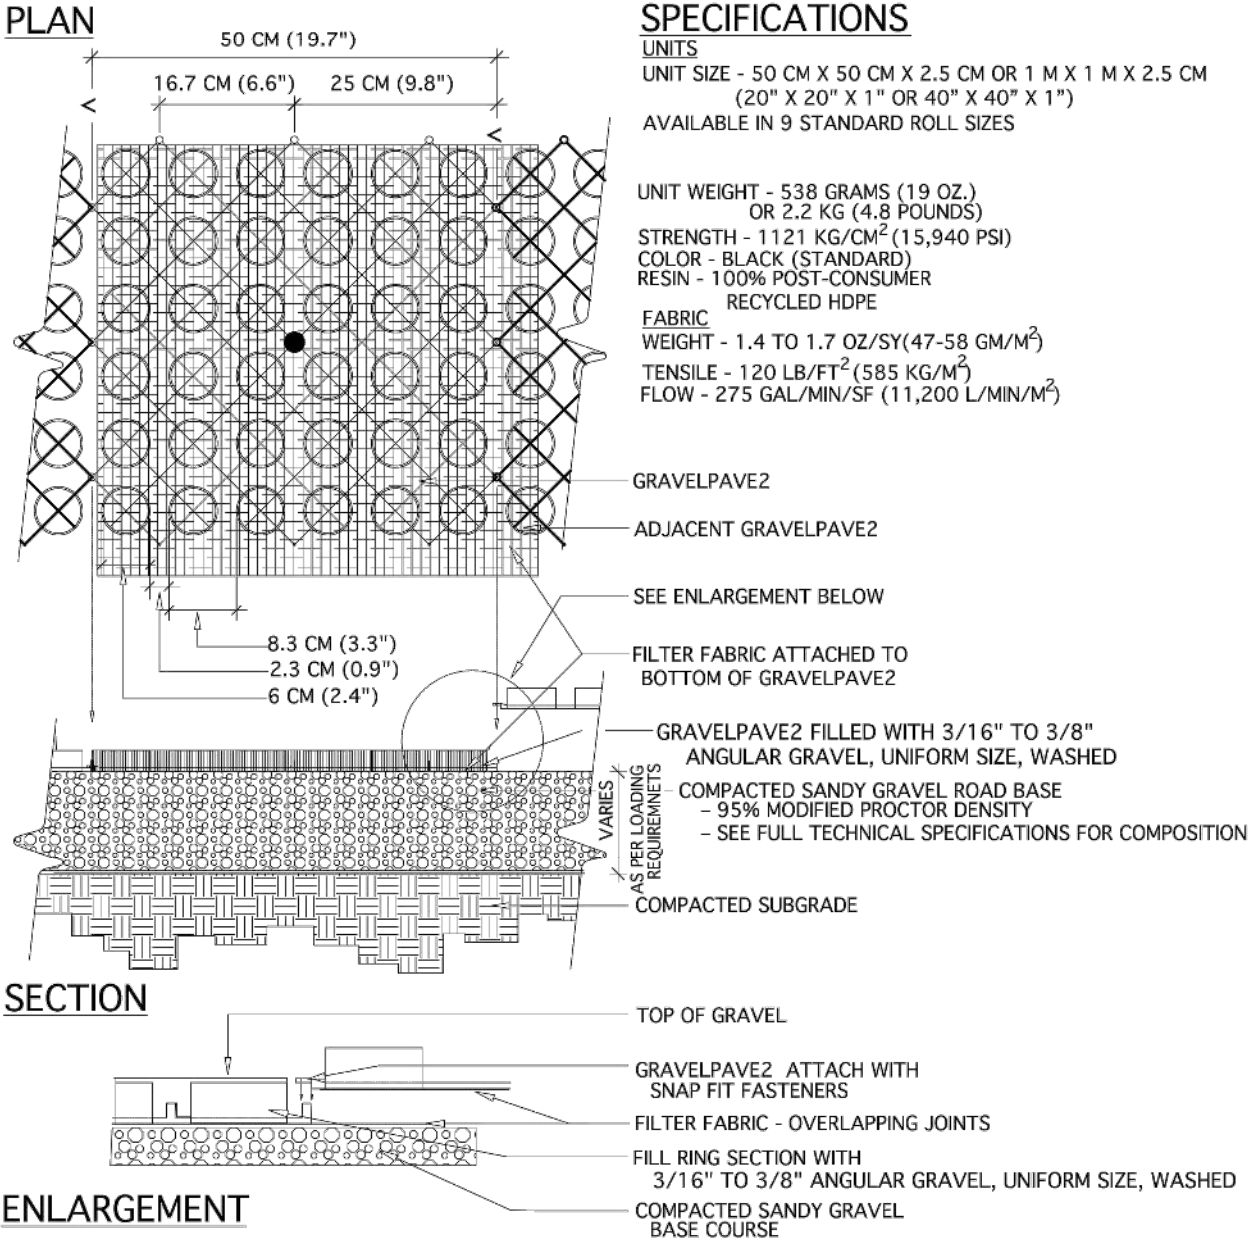 PLAN
50 CM (19.7")
16.7 CM (6.6")
25 CM (9.8")
8.3 CM (3.3")
2.3 CM (0.9")
6 CM (2.4")
SPECIFICATIONS
UNITS
UNIT SIZE - 50 CM X 50 CM X 2.5 CM OR 1 M X 1 M X 2.5 CM
(20" X 20" X 1" OR 40” X 40” X 1”)
AVAILABLE IN 9 STANDARD ROLL SIZES
UNIT WEIGHT - 538 GRAMS (19 OZ.)
OR 2.2 KG (4.8 POUNDS)
STRENGTH - 1121 KG/CM² (15,940 PSI)
COLOR - BLACK (STANDARD)
RESIN - 100% POST-CONSUMER
RECYCLED HDPE
FABRIC
WEIGHT - 1.4 TO 1.7 OZ/SY(47-58 GM/M²)
TENSILE - 120 LB/FT² (585 KG/M²)
FLOW - 275 GAL/MIN/SF (11,200 L/MIN/M²)
GRAVELPAVE2
ADJACENT GRAVELPAVE2
SEE ENLARGEMENT BELOW
FILTER FABRIC ATTACHED TO
BOTTOM OF GRAVELPAVE2
GRAVELPAVE2 FILLED WITH 3/16" TO 3/8"
ANGULAR GRAVEL, UNIFORM SIZE, WASHED
VARIES
AS PER LOADING
REQUIREMNETS
COMPACTED SANDY GRAVEL ROAD BASE
– 95% MODIFIED PROCTOR DENSITY
– SEE FULL TECHNICAL SPECIFICATIONS FOR COMPOSITION
COMPACTED SUBGRADE
SECTION
TOP OF GRAVEL
GRAVELPAVE2 ATTACH WITH
SNAP FIT FASTENERS
FILTER FABRIC - OVERLAPPING JOINTS
FILL RING SECTION WITH
3/16" TO 3/8" ANGULAR GRAVEL, UNIFORM SIZE, WASHED
COMPACTED SANDY GRAVEL
BASE COURSE
ENLARGEMENT